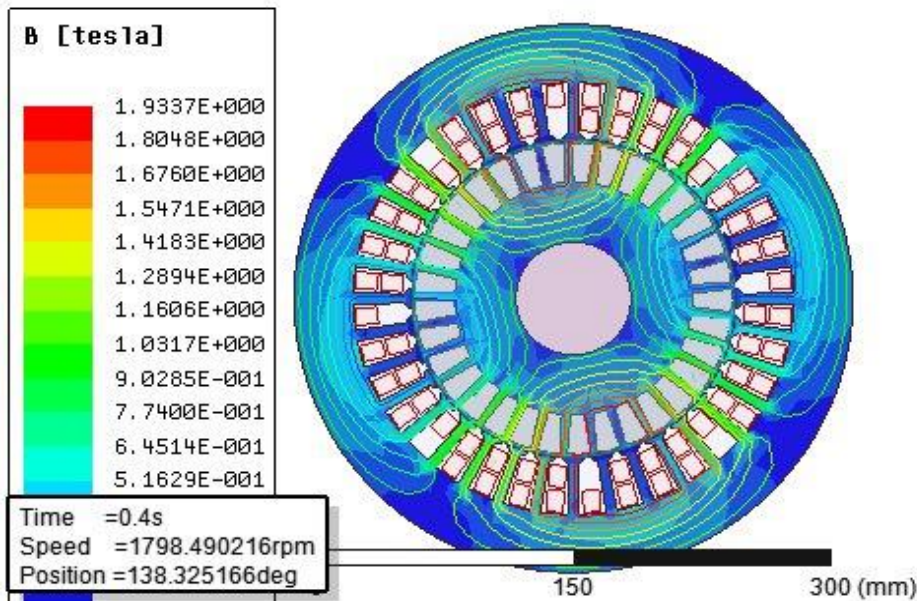 B [tesla]
1.9337E+000
1.8048E+000
1.6760E+000
1.5471E+000
1.4183E+000
1.2894E+000
1.1606E+000
1.0317E+000
9.0285E-001
7.7400E-001
6.4514E-001
5.1629E-001
Time =0.4s
Speed =1798.490216rpm
Position =138.325166deg
150 300 (mm)